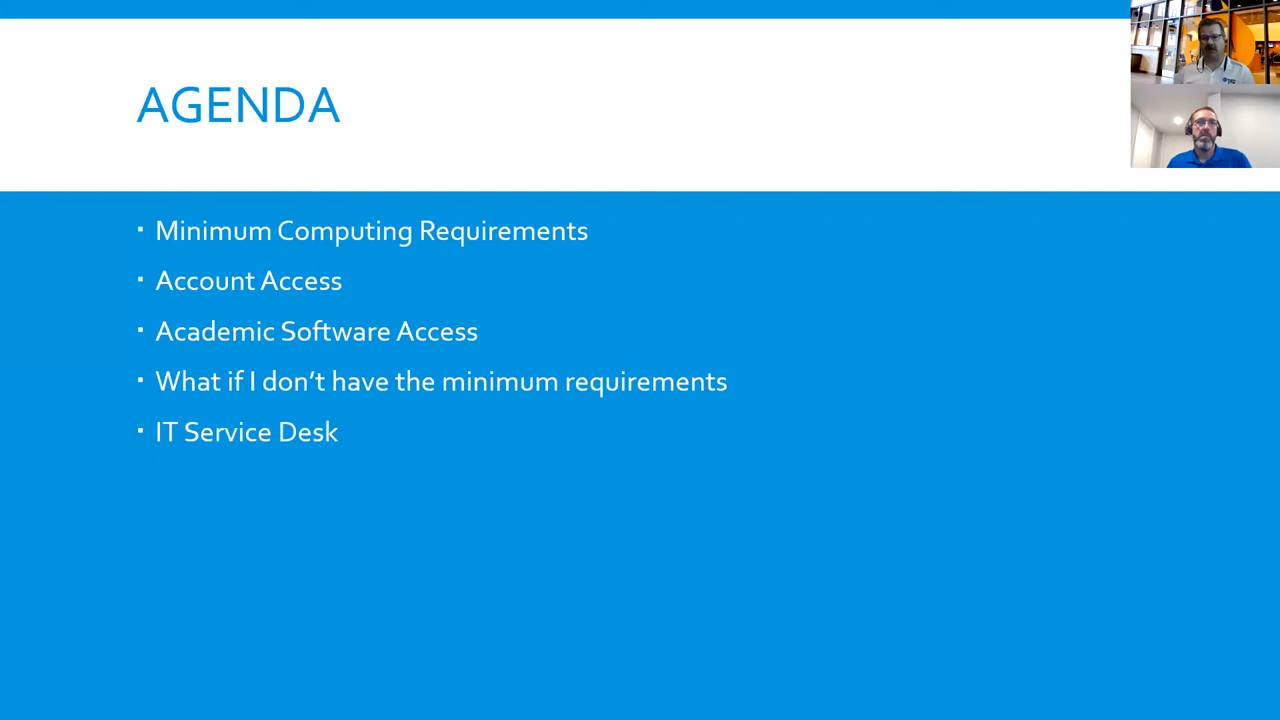 AGENDA
Minimum Computing Requirements
Account Access
Academic Software Access
What if I don’t have the minimum requirements
IT Service Desk